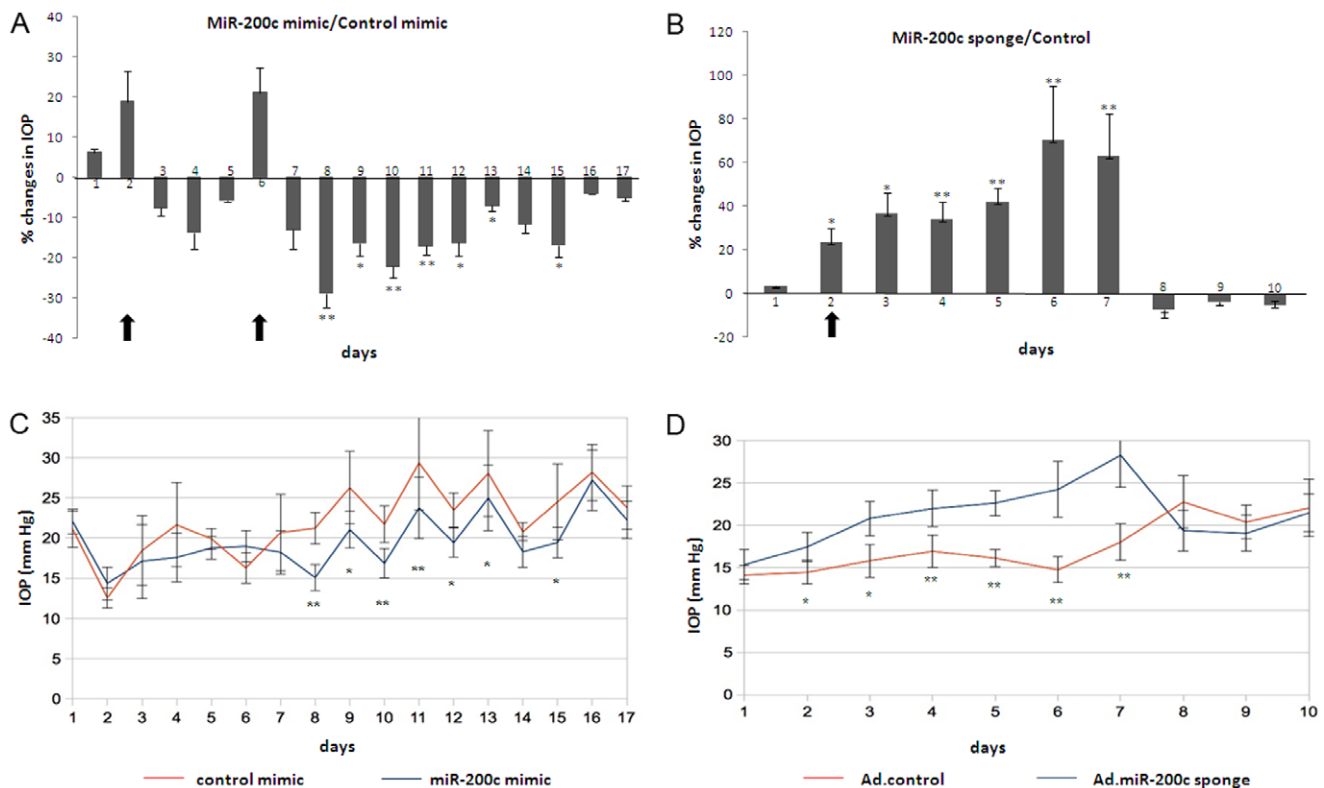 A
MiR-200c mimic/Control mimic
% changes in IOP
40
30
20
10
0
-10
-20
-30
-40
1 2 3 4 5 6 7 8 9 10 11 12 13 14 15 16 17
** * ** ** * * *
days
B
MiR-200c sponge/Control
% changes in IOP
120
100
80
60
40
20
0
-20
* * ** ** ** **
1 2 3 4 5 6 7 8 9 10
days
C
IOP (mm Hg)
35
30
25
20
15
10
5
0
** * ** ** * * *
1 2 3 4 5 6 7 8 9 10 11 12 13 14 15 16 17
days
control mimic miR-200c mimic
D
IOP (mm Hg)
30
25
20
15
10
5
0
* * ** ** ** **
1 2 3 4 5 6 7 8 9 10
days
Ad.control Ad.miR-200c sponge